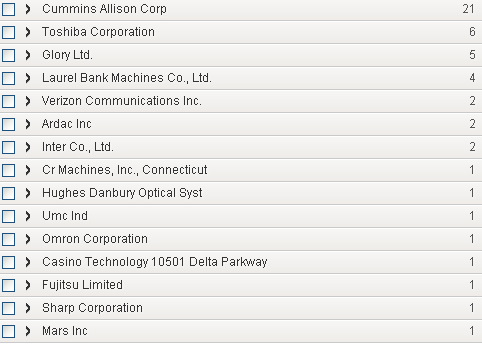 Cummins Allison Corp 21
Toshiba Corporation 6
Glory Ltd. 5
Laurel Bank Machines Co., Ltd. 4
Verizon Communications Inc. 2
Ardac Inc 2
Inter Co., Ltd. 2
Cr Machines, Inc., Connecticut 1
Hughes Danbury Optical Syst 1
Umc Ind 1
Omron Corporation 1
Casino Technology 10501 Delta Parkway 1
Fujitsu Limited 1
Sharp Corporation 1
Mars Inc 1